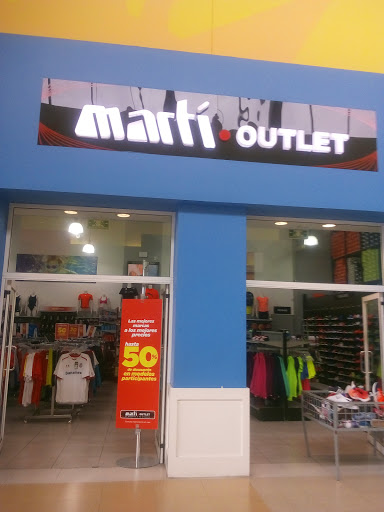 martí OUTLET
Las mejores
marcas
a los mejores
precios
hasta
50%
de descuento
en modelos
participantes
martí OUTLET